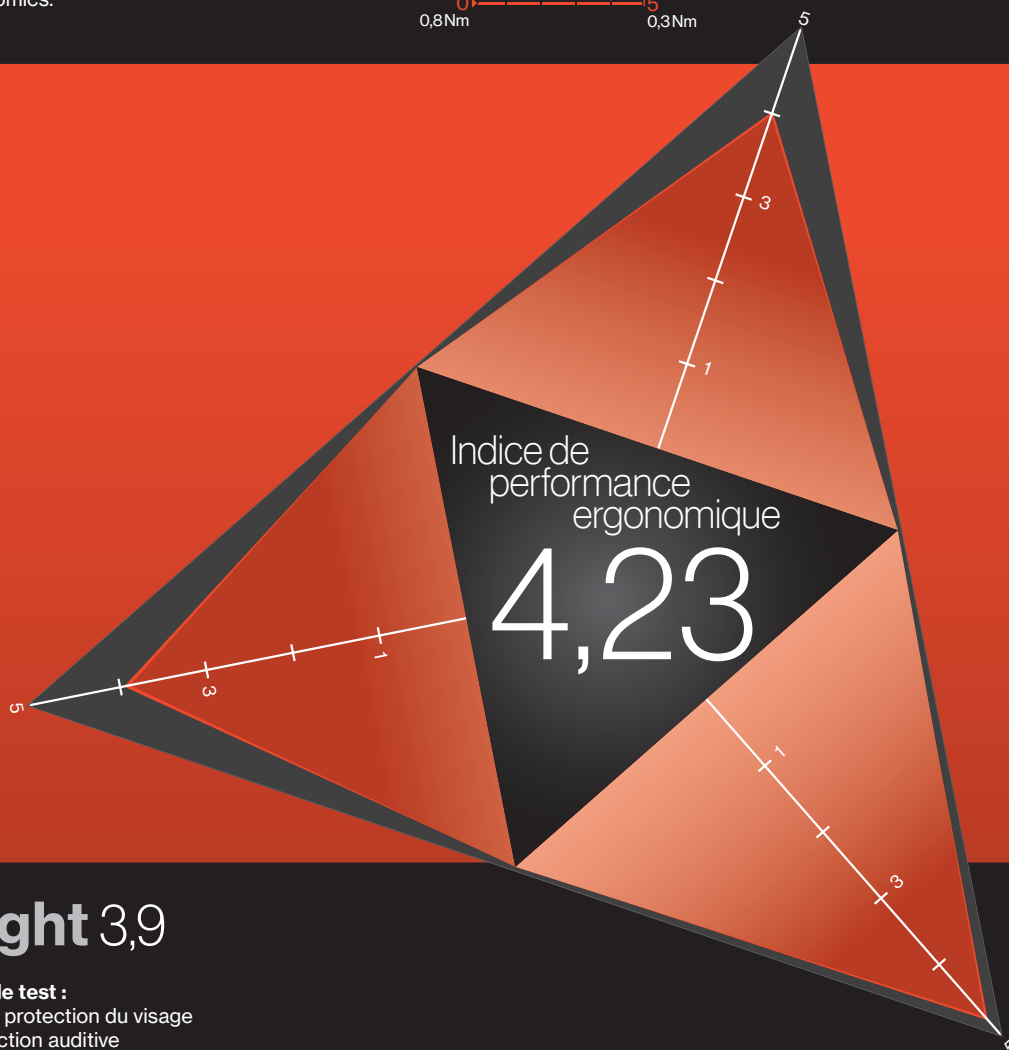 omics.
0 5
0,8 Nm 0,3 Nm
5
3
1
Indice de
performance
ergonomique
4,23
1
3
5
1
3
ght 3,9
le test :
protection du visage
ction auditive